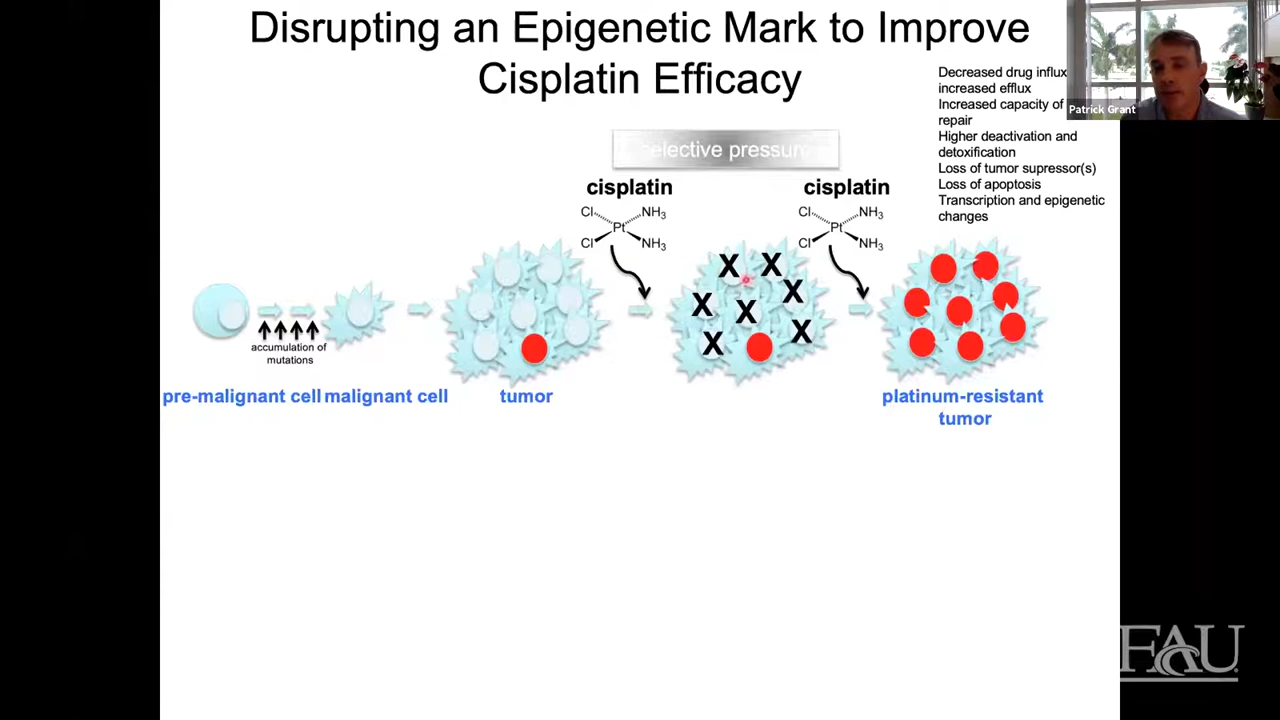 Disrupting an Epigenetic Mark to Improve
Cisplatin Efficacy
Decreased drug influx
increased efflux
Increased capacity of
repair
Higher deactivation and
detoxification
Loss of tumor supressor(s)
Loss of apoptosis
Transcription and epigenetic
changes
Patrick Grant
selective pressure
cisplatin
Cl NH3
Pt
Cl NH3
cisplatin
Cl NH3
Pt
Cl NH3
X X
X X
X
X X
accumulation of
mutations
pre-malignant cell
malignant cell
tumor
platinum-resistant
tumor
FAU